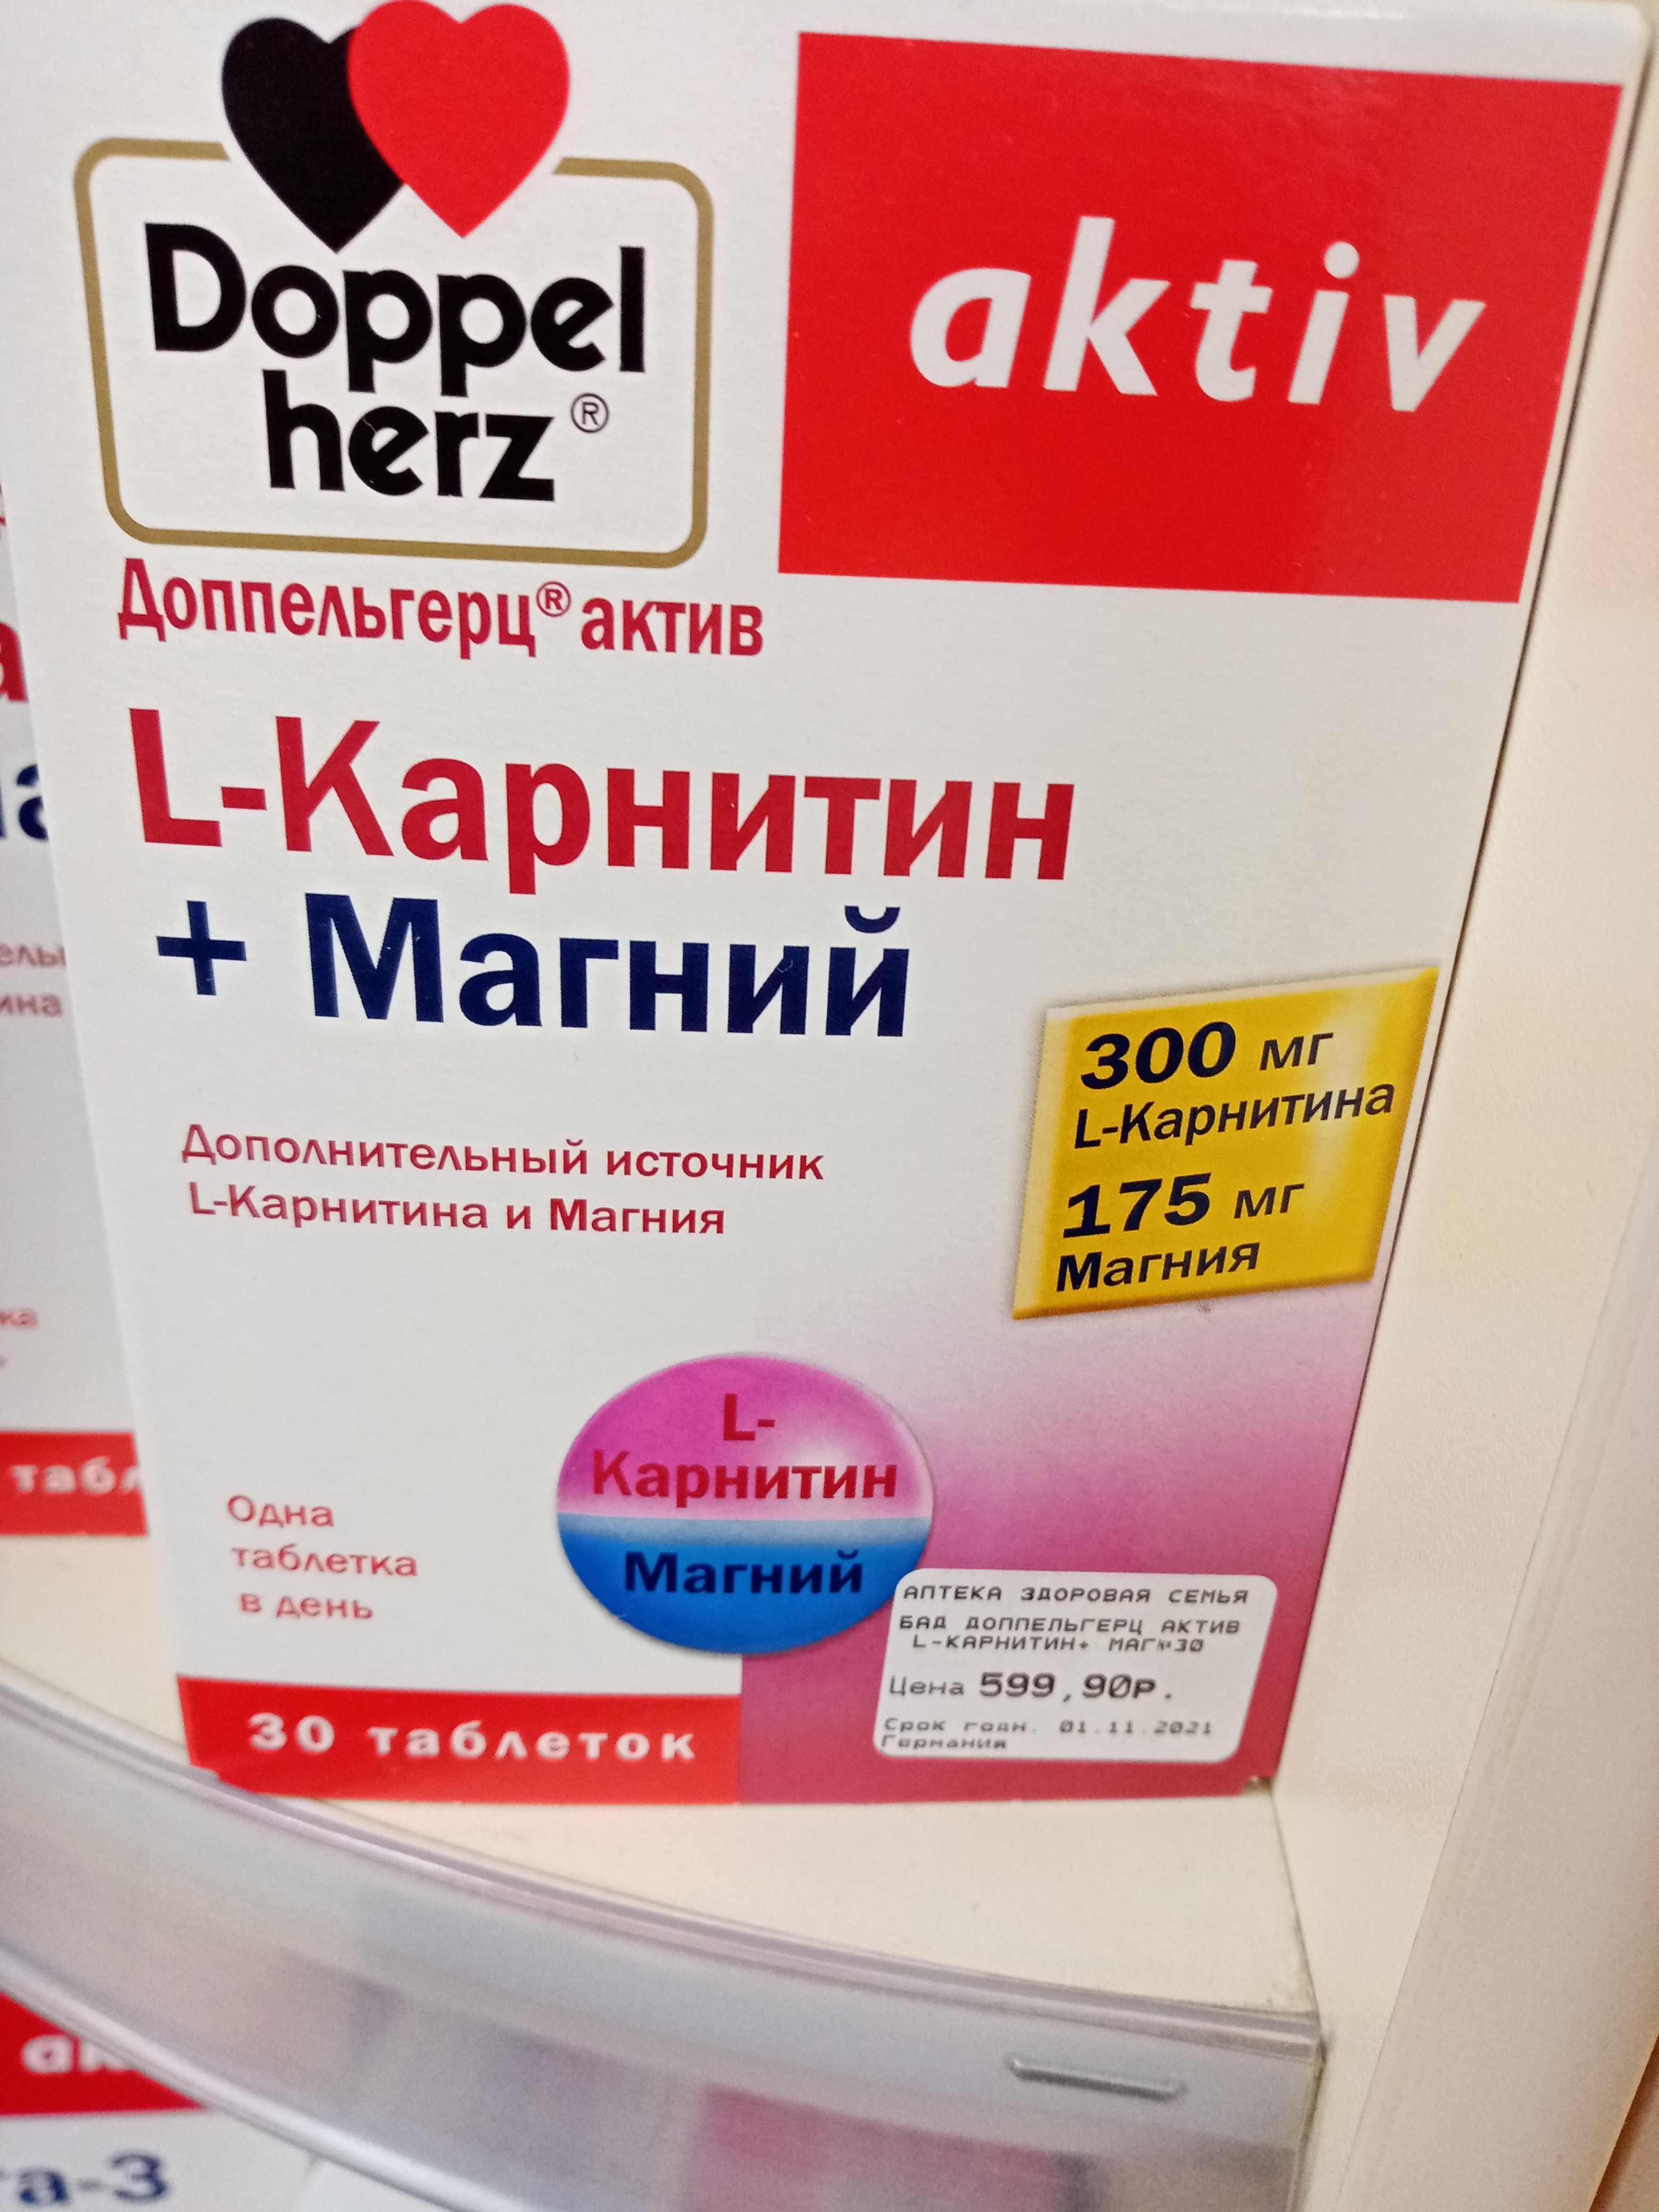 Doppel
herz®
aktiv
Доппельгерц® актив
L-Карнитин
+ Магний
300 мг
L-Карнитина
175 мг
Магния
Дополнительный источник
L-Карнитина и Магния
L-
Карнитин
Магний
Одна
таблетка
в день
АПТЕКА ЗДОРОВАЯ СЕМЬЯ
БАД ДОППЕЛЬГЕРЦ АКТИВ
L-КАРНИТИН+ МАГ№30
Цена 599,90р.
Срок годн. 01.11.2021
Германия
30 таблеток